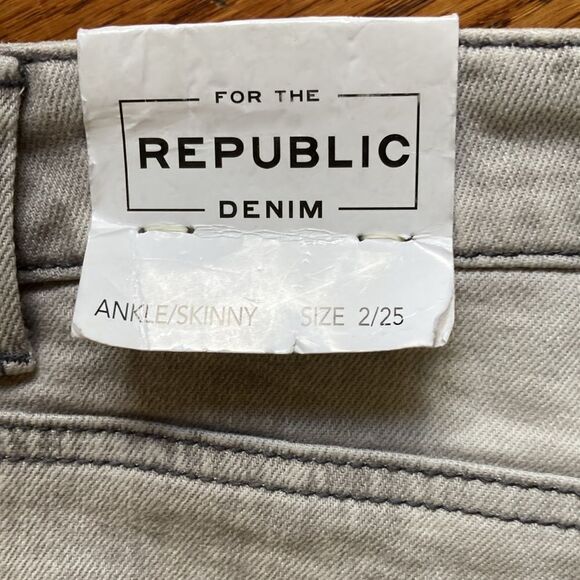 FOR THE
REPUBLIC
DENIM
ANKLE/SKINNY SIZE 2/25